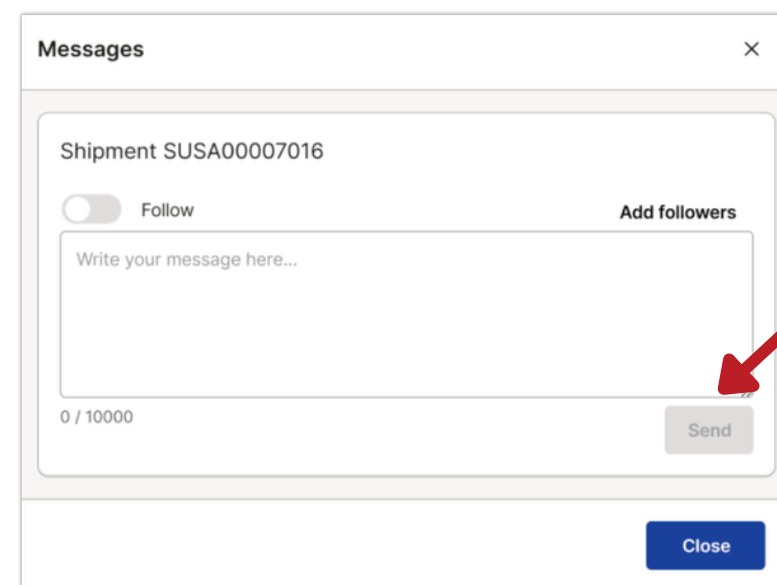 Messages
Shipment SUSA00007016
Follow
Add followers
Write your message here...
0 / 10000
Send
Close